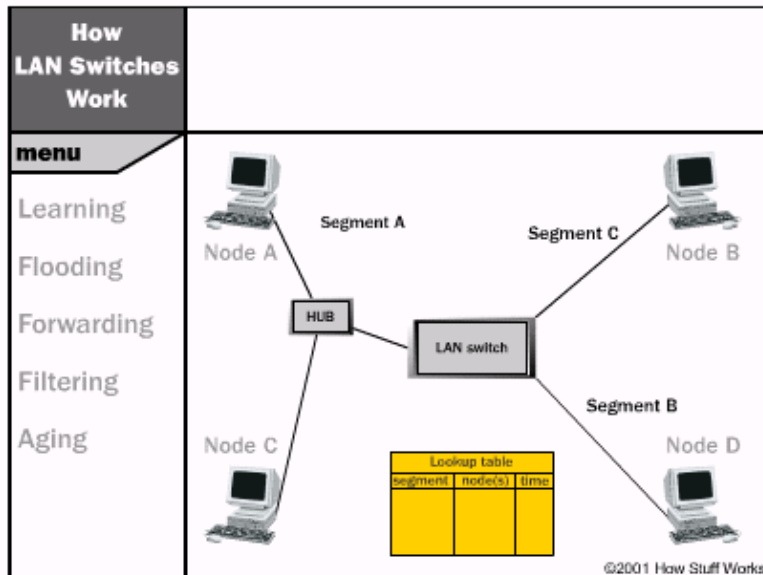 How
LAN Switches
Work
menu
Learning
Flooding
Forwarding
Filtering
Aging
Segment A
Segment C
Node A
Node B
HUB
LAN switch
Segment B
Node C
Node D
Lookup table
segment node(s) time
©2001 How Stuff Works